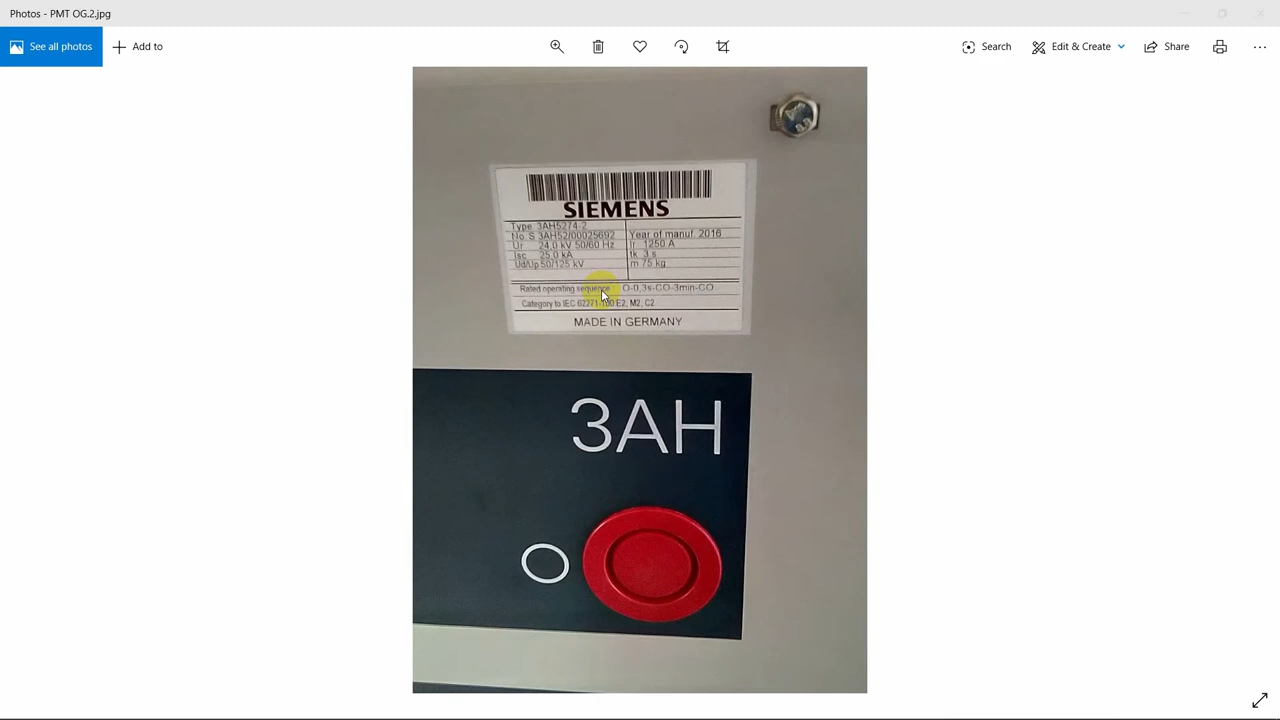 Photos - PMT OG.2.jpg
See all photos
Add to
Search
Edit & Create
Share
SIEMENS
Type 3AH5274-2
No. S 3AH52/00025692 Year of manuf. 2016
Ur 24.0 kV 50/60 Hz Ir 1250 A
Isc 25.0 kA tk 3 s
Ud/Up 50/125 kV m 75 kg
Rated operating sequence O-0,3s-CO-3min-CO
Category to IEC 62271-100 E2, M2, C2
MADE IN GERMANY
3AH
O